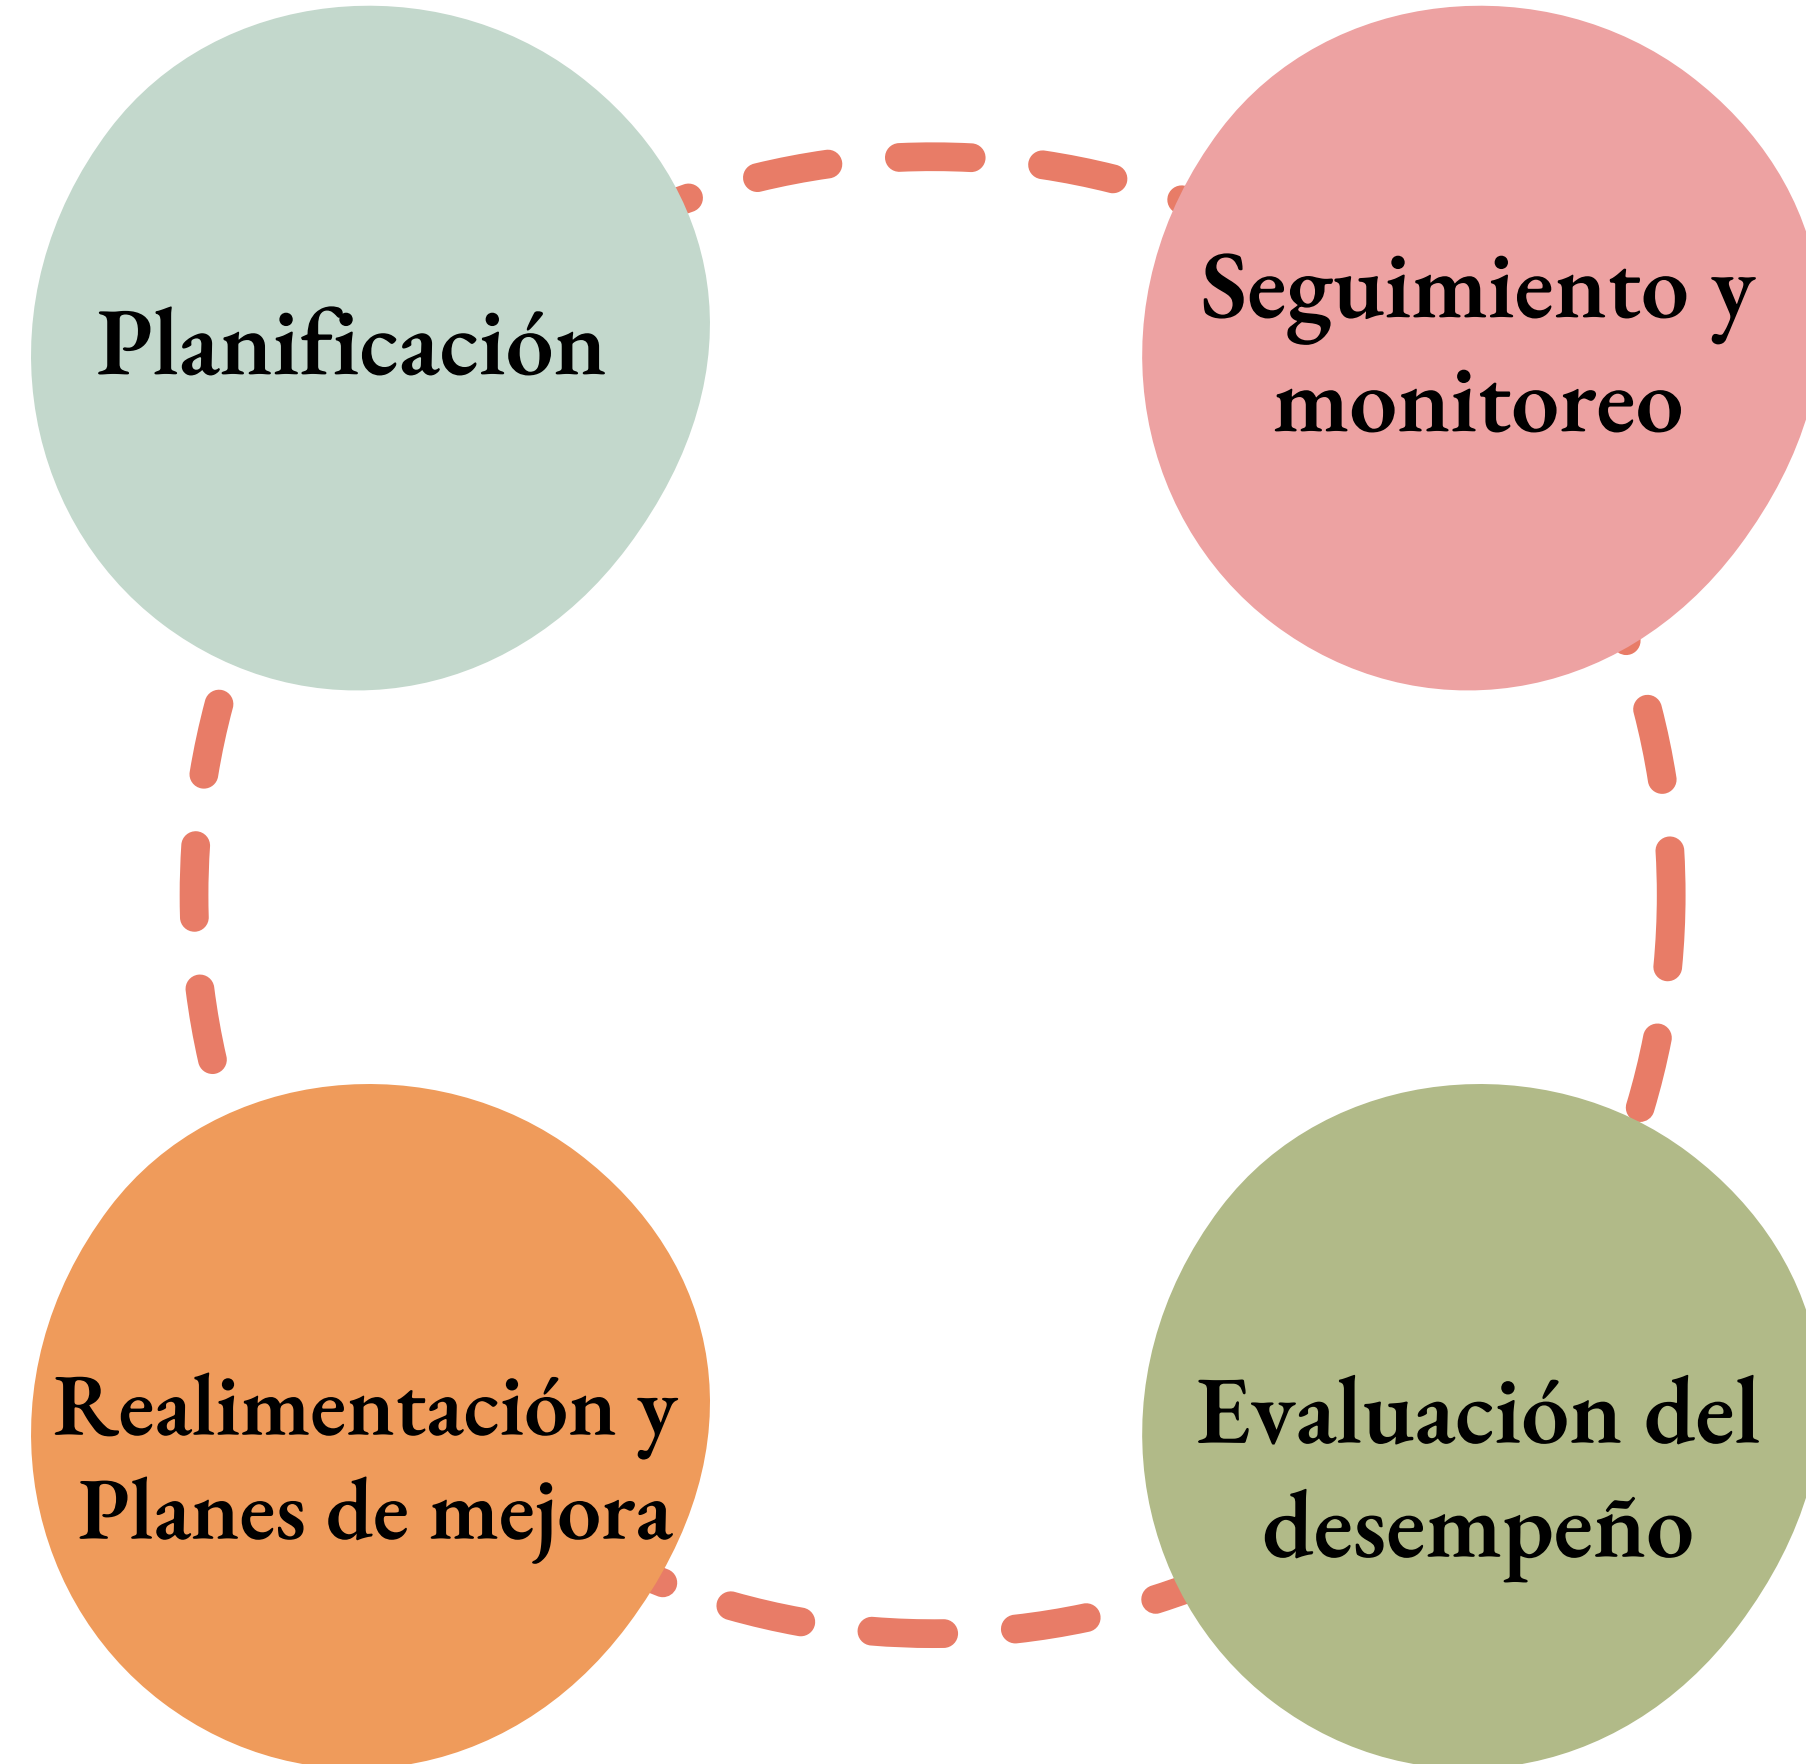 Planificación
Seguimiento y
monitoreo
Realimentación y
Planes de mejora
Evaluación del
desempeño